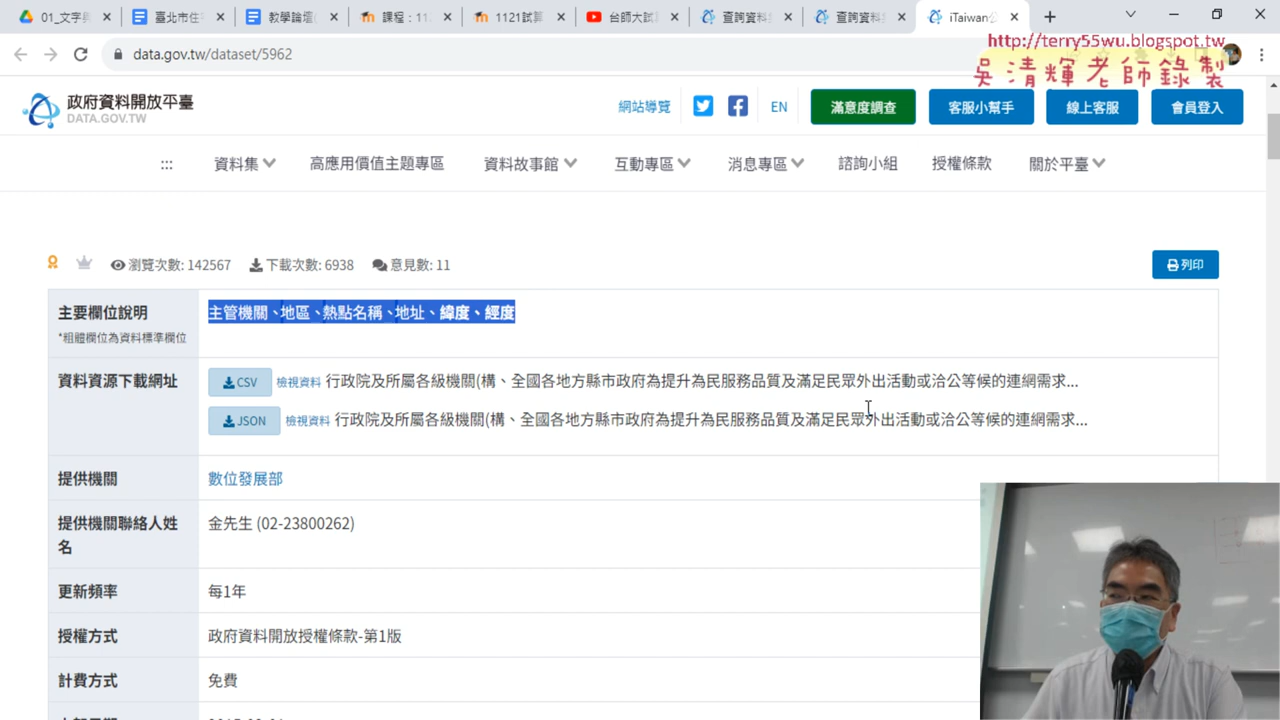 01_文字與
臺北市住宅
教學論壇(
課程：11
1121試算
台師大試
查詢資料
查詢資料
iTaiwan公
data.gov.tw/dataset/5962
http://terry55wu.blogspot.tw
吳清輝老師錄製
政府資料開放平臺
DATA.GOV.TW
網站導覽
EN
滿意度調查
客服小幫手
線上客服
會員登入
:::
資料集
高應用價值主題專區
資料故事館
互動專區
消息專區
諮詢小組
授權條款
關於平臺
瀏覽次數: 142567
下載次數: 6938
意見數: 11
列印
主要欄位說明
*粗體欄位為資料標準欄位
主管機關、地區、熱點名稱、地址、緯度、經度
資料資源下載網址
CSV 檢視資料 行政院及所屬各級機關(構、全國各地方縣市政府為提升為民服務品質及滿足民眾外出活動或洽公等候的連網需求...
JSON 檢視資料 行政院及所屬各級機關(構、全國各地方縣市政府為提升為民服務品質及滿足民眾外出活動或洽公等候的連網需求...
提供機關
數位發展部
提供機關聯絡人姓名
金先生 (02-23800262)
更新頻率
每1年
授權方式
政府資料開放授權條款-第1版
計費方式
免費